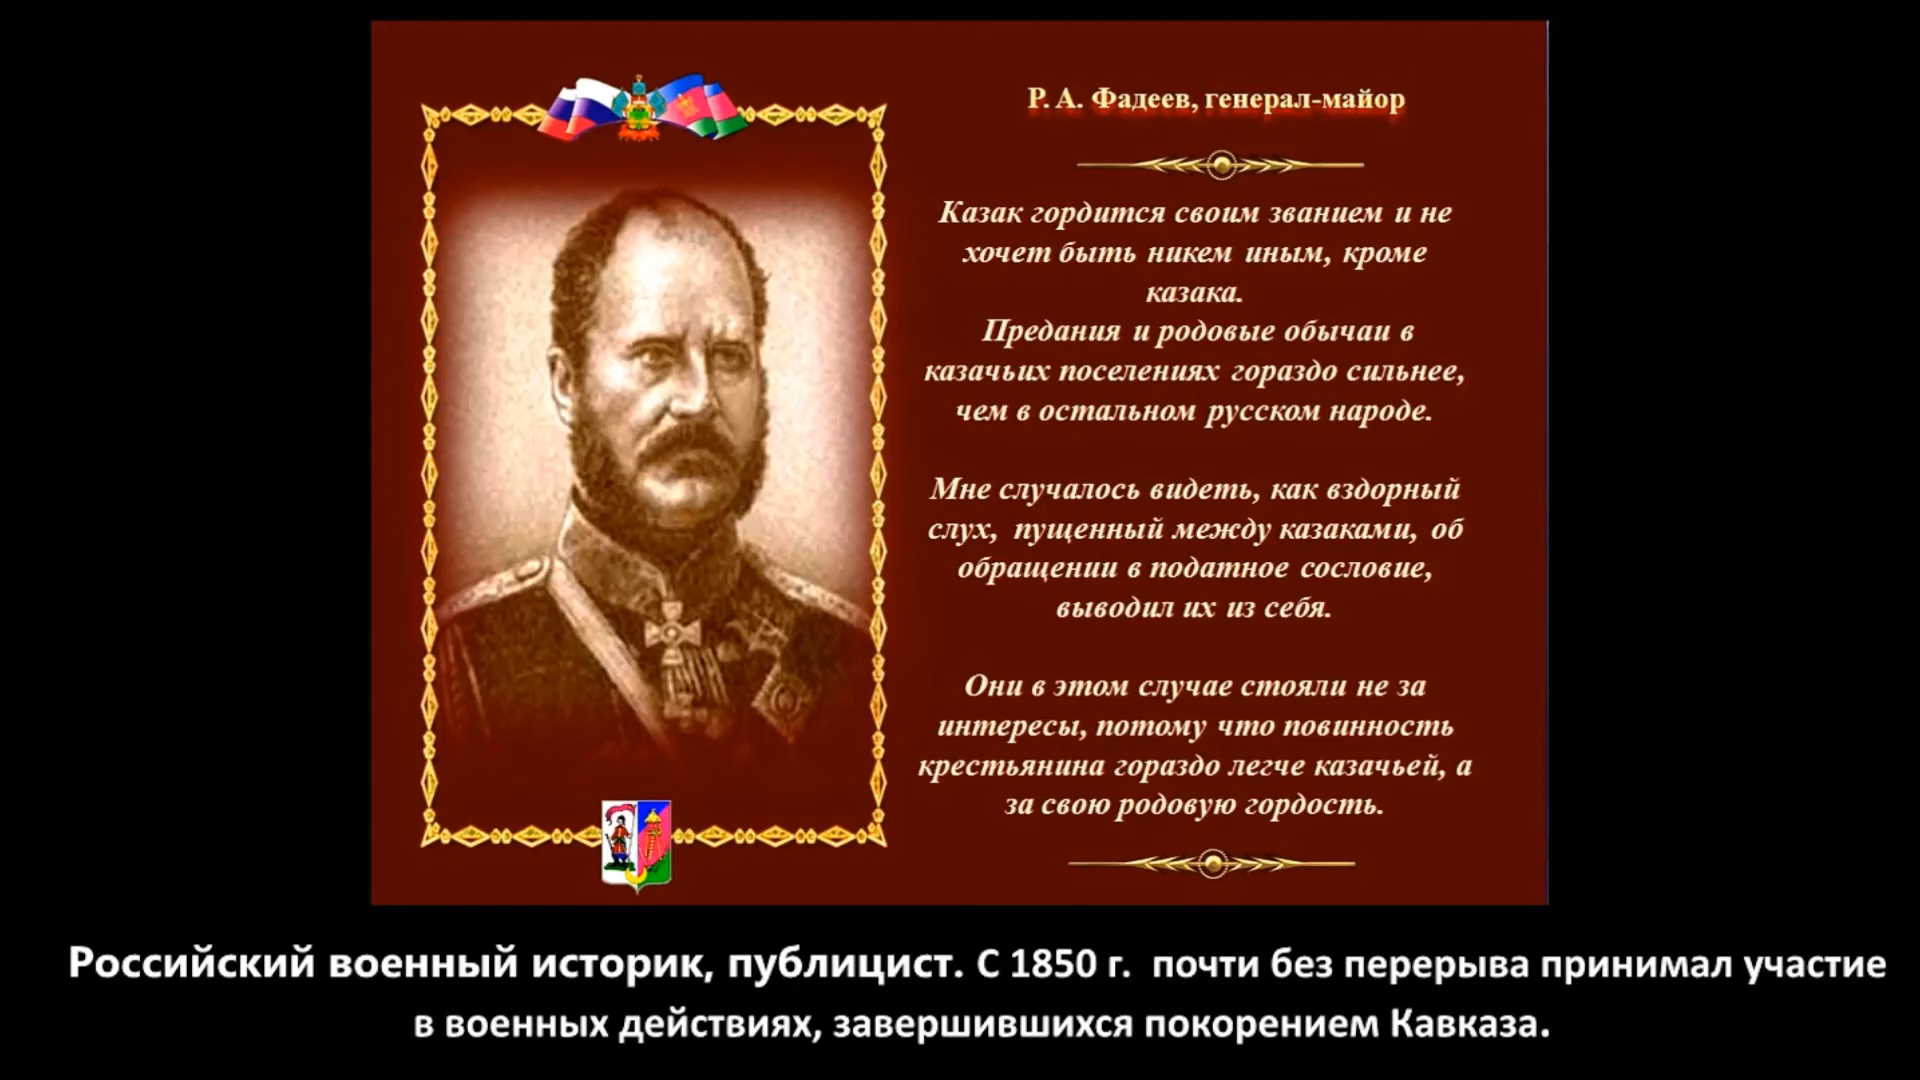 Р. А. Фадеев, генерал-майор
Казак гордится своим званием и не
хочет быть никем иным, кроме
казака.
Предания и родовые обычаи в
казачьих поселениях гораздо сильнее,
чем в остальном русском народе.
Мне случалось видеть, как вздорный
слух, пущенный между казаками, об
обращении в податное сословие,
выводил их из себя.
Они в этом случае стояли не за
интересы, потому что повинность
крестьянина гораздо легче казачьей, а
за свою родовую гордость.
Российский военный историк, публицист. С 1850 г. почти без перерыва принимал участие
в военных действиях, завершившихся покорением Кавказа.